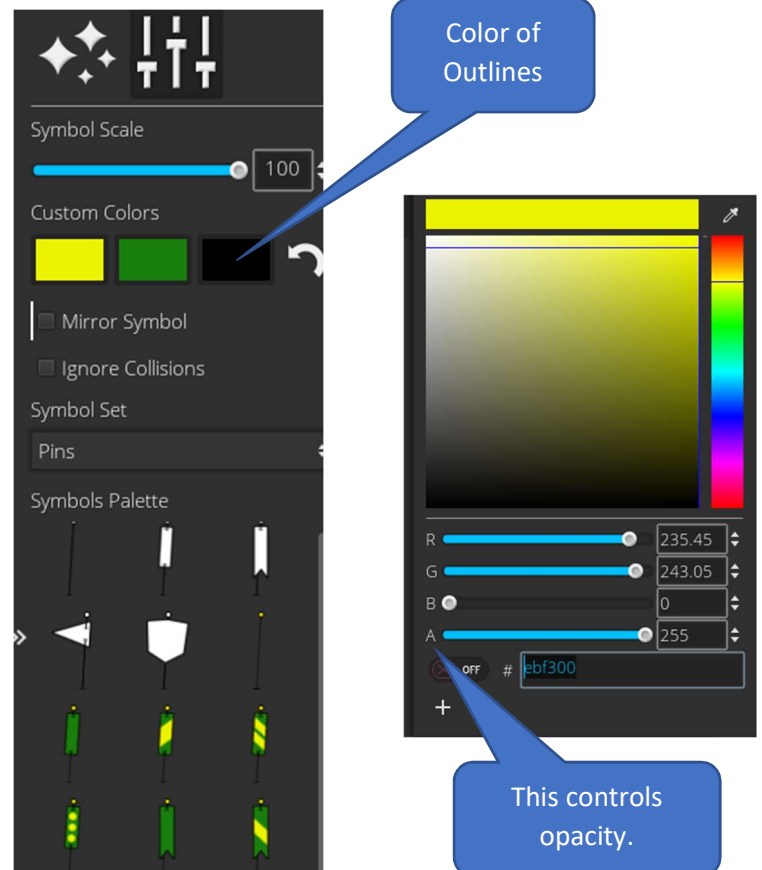 Color of
Outlines
Symbol Scale
100
Custom Colors
Mirror Symbol
Ignore Collisions
Symbol Set
Pins
Symbols Palette
R 235.45
G 243.05
B 0
A 255
OFF # ebf300
+
This controls
opacity.